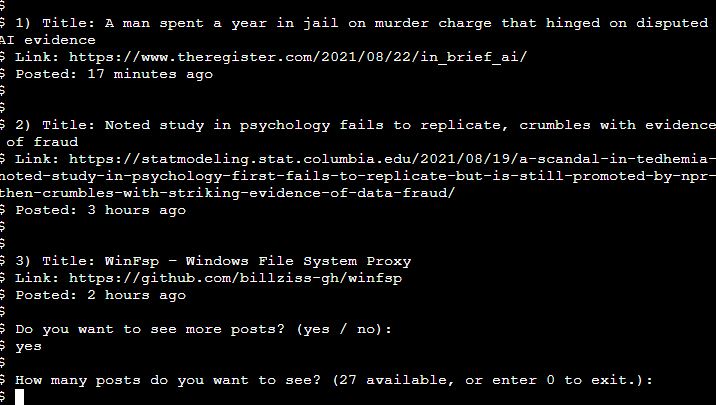 $
$ 1) Title: A man spent a year in jail on murder charge that hinged on disputed
AI evidence
$ Link: https://www.theregister.com/2021/08/22/in_brief_ai/
$ Posted: 17 minutes ago
$
$
$ 2) Title: Noted study in psychology fails to replicate, crumbles with evidence
 of fraud
$ Link: https://statmodeling.stat.columbia.edu/2021/08/19/a-scandal-in-tedhemia-
noted-study-in-psychology-first-fails-to-replicate-but-is-still-promoted-by-npr-
then-crumbles-with-striking-evidence-of-data-fraud/
$ Posted: 3 hours ago
$
$
$ 3) Title: WinFsp – Windows File System Proxy
$ Link: https://github.com/billziss-gh/winfsp
$ Posted: 2 hours ago
$
$ Do you want to see more posts? (yes / no):
$ yes
$
$ How many posts do you want to see? (27 available, or enter 0 to exit.):
$